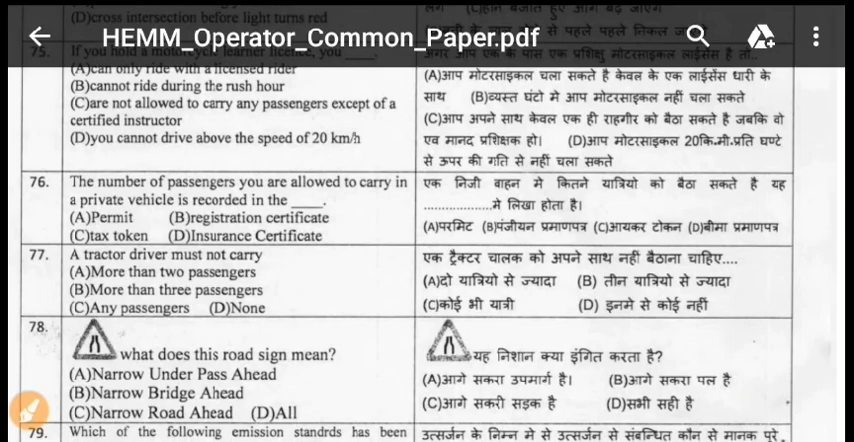 (D)cross intersection before light turns red
HEMM_Operator_Common_Paper.pdf
75. If you hold a motorcycle learner licence, you ____.
(A)can only ride with a licensed rider
(B)cannot ride during the rush hour
(C)are not allowed to carry any passengers except of a
certified instructor
(D)you cannot drive above the speed of 20 km/h
(A)आप मोटरसाइकल चला सकते है केवल के एक लाईसेंस धारी के
साथ (B)व्यस्त घंटो मे आप मोटरसाइकल नहीं चला सकते
(C)आप अपने साथ केवल एक ही राहगीर को बैठा सकते है जबकि वो
एव मानद प्रशिक्षक हो। (D)आप मोटरसाइकल 20कि.मी.प्रति घण्टे
से ऊपर की गति से नहीं चला सकते
76. The number of passengers you are allowed to carry in
a private vehicle is recorded in the ____.
(A)Permit (B)registration certificate
(C)tax token (D)Insurance Certificate
एक निजी वाहन मे कितने यात्रियो को बैठा सकते है यह
..................मे लिखा होता है।
(A)परमिट (B)पंजीयन प्रमाणपत्र (C)आयकर टोकन (D)बीमा प्रमाणपत्र
77. A tractor driver must not carry
(A)More than two passengers
(B)More than three passengers
(C)Any passengers (D)None
एक ट्रैक्टर चालक को अपने साथ नहीं बैठाना चाहिए....
(A)दो यात्रियो से ज्यादा (B) तीन यात्रियो से ज्यादा
(C)कोई भी यात्री (D) इनमे से कोई नहीं
78. what does this road sign mean?
(A)Narrow Under Pass Ahead
(B)Narrow Bridge Ahead
(C)Narrow Road Ahead (D)All
यह निशान क्या इंगित करता है?
(A)आगे सकरा उपमार्ग है। (B)आगे सकरा पल है
(C)आगे सकरी सड़क है (D)सभी सही है
79. Which of the following emission standrds has been
उत्सर्जन के निम्न मे से उत्सर्जन से संबन्धित कौन से मानक पूरे